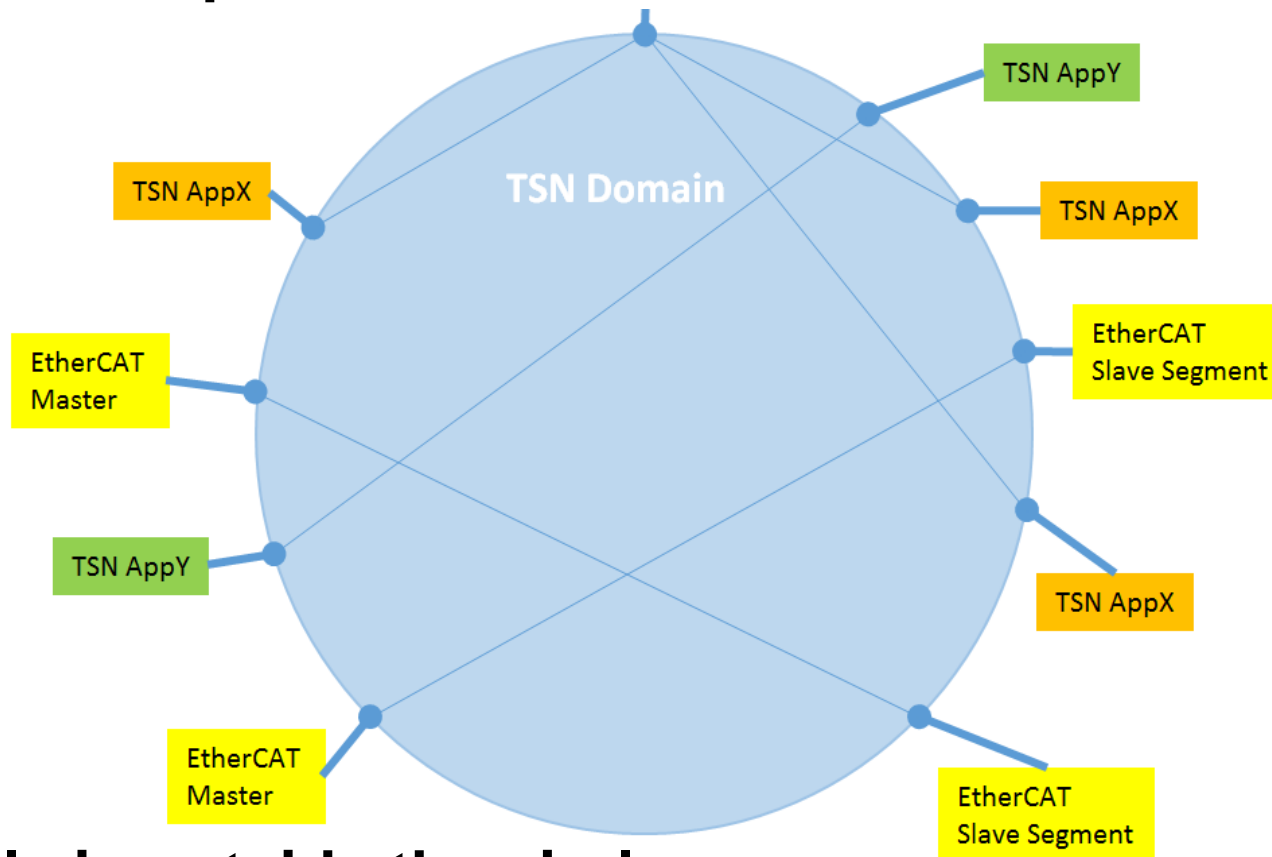 TSN AppY
TSN Domain
TSN AppX
TSN AppX
EtherCAT
Master
EtherCAT
Slave Segment
TSN AppY
TSN AppX
EtherCAT
Master
EtherCAT
Slave Segment